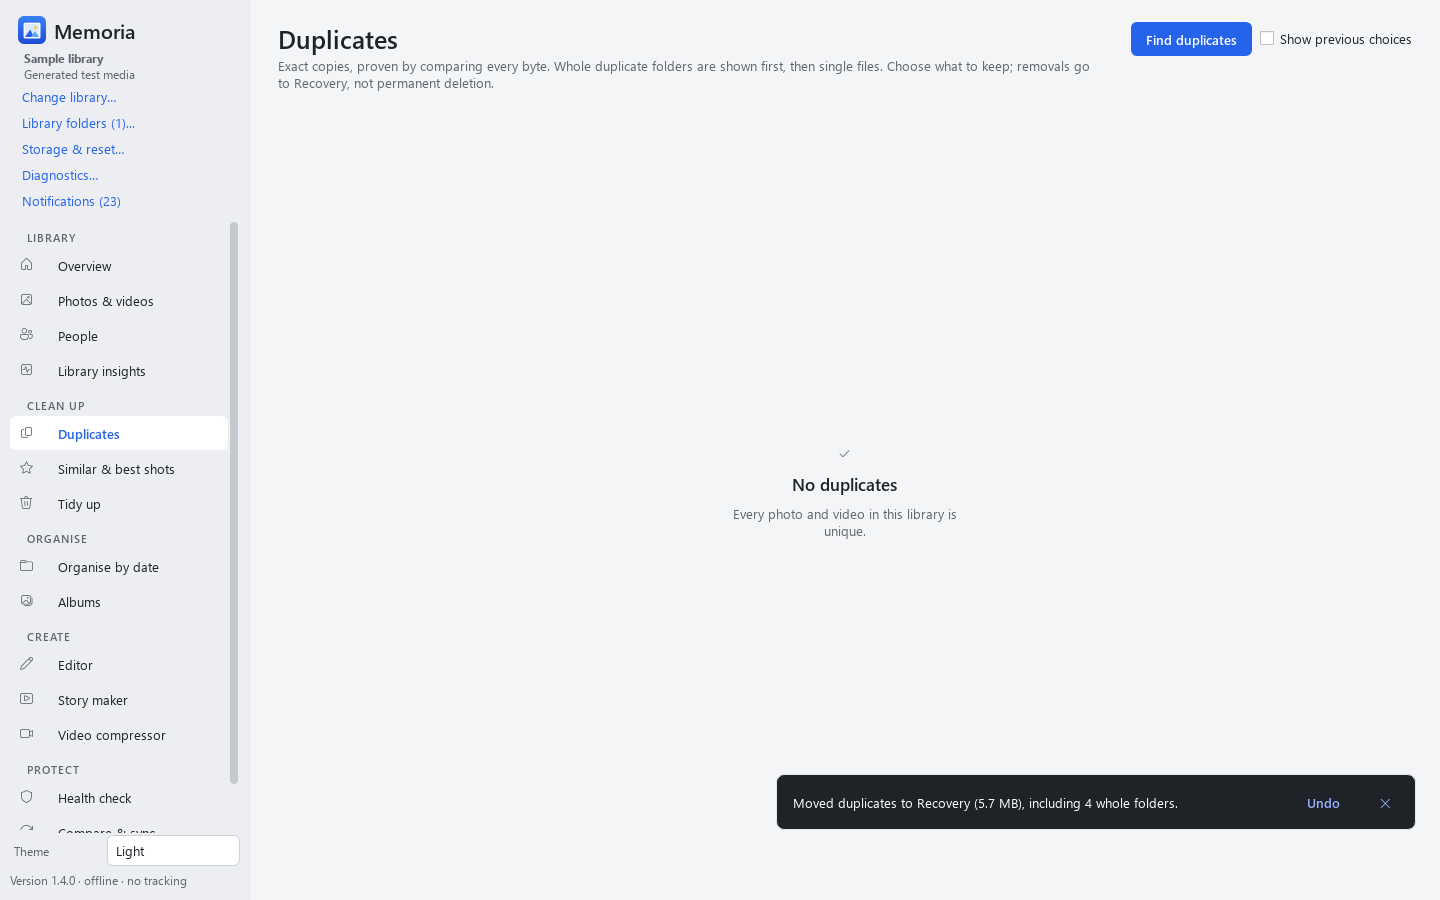 Memoria
Sample library
Generated test media
Change library...
Library folders (1)...
Storage & reset...
Diagnostics...
Notifications (23)
LIBRARY
Overview
Photos & videos
People
Library insights
CLEAN UP
Duplicates
Similar & best shots
Tidy up
ORGANISE
Organise by date
Albums
CREATE
Editor
Story maker
Video compressor
PROTECT
Health check
Compare & sync
Theme
Light
Version 1.4.0 · offline · no tracking
Duplicates
Find duplicates
Show previous choices
Exact copies, proven by comparing every byte. Whole duplicate folders are shown first, then single files. Choose what to keep; removals go
to Recovery, not permanent deletion.
No duplicates
Every photo and video in this library is
unique.
Moved duplicates to Recovery (5.7 MB), including 4 whole folders.
Undo